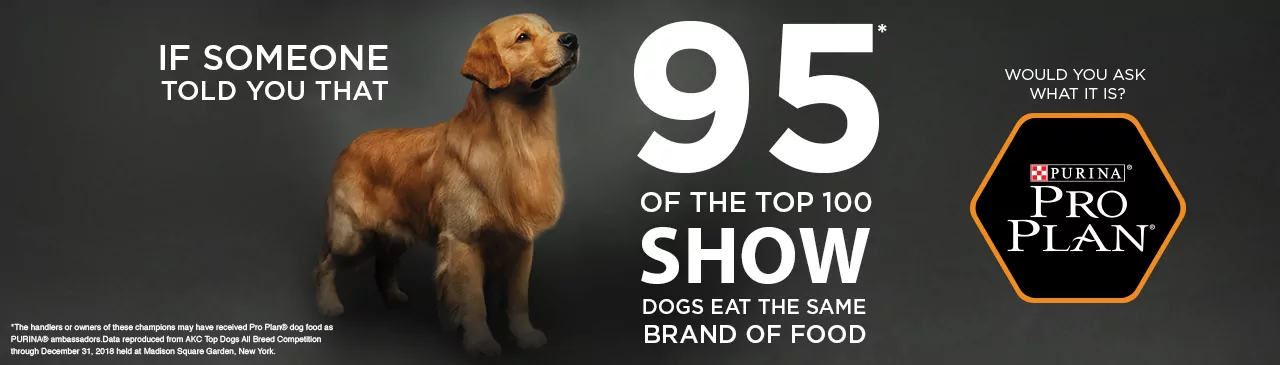 IF SOMEONE
TOLD YOU THAT
95*
OF THE TOP 100
SHOW
DOGS EAT THE SAME
BRAND OF FOOD
WOULD YOU ASK
WHAT IT IS?
PURINA®
PRO
PLAN®
*The handlers or owners of these champions may have received Pro Plan® dog food as
PURINA® ambassadors.Data reproduced from AKC Top Dogs All Breed Competition
through December 31, 2018 held at Madison Square Garden, New York.